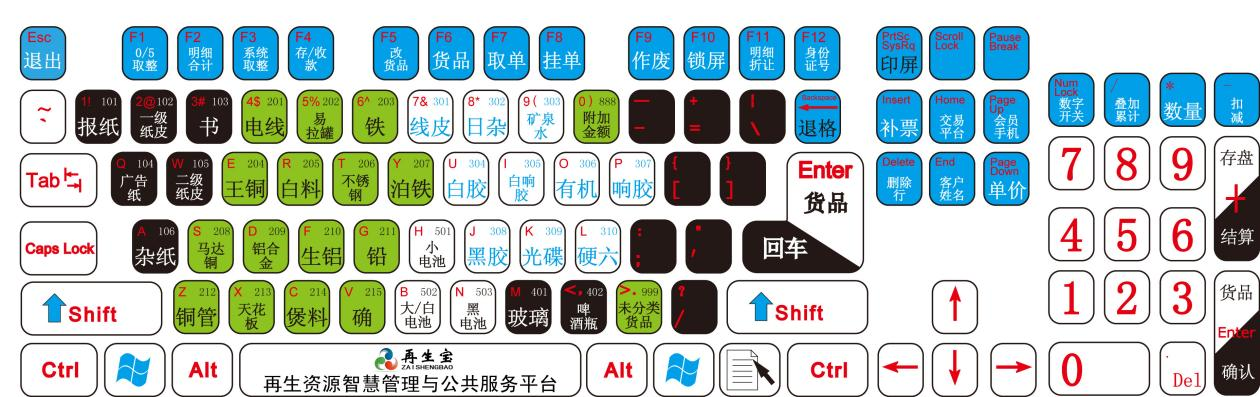 Esc
退出
F1
0/5
取整
F2
明细
合计
F3
系统
取整
F4
存/收
款
F5
改
货品
F6
货品
F7
取单
F8
挂单
F9
作废
F10
锁屏
F11
明细
折让
F12
身份
证号
PrtSc
SysRq
印屏
Scroll
Lock
Pause
Break
~
`
1! 101
报纸
2@ 102
一级
纸皮
3# 103
书
4$ 201
电线
5% 202
易
拉罐
6^ 203
铁
7& 301
线皮
8* 302
日杂
9( 303
矿泉
水
0) 888
附加
金额
—
-
+
=
|
\
Backspace
退格
Insert
补票
Home
交易
平台
Page
Up
会员
手机
Num
Lock
数字
开关
/
叠加
累计
*
数量
-
扣
减
Tab
Q 104
广告
纸
W 105
二级
纸皮
E 204
王铜
R 205
白料
T 206
不锈
钢
Y 207
泊铁
U 304
白胶
I 305
白响
胶
O 306
有机
P 307
响胶
{
[
}
]
Enter
货品
回车
Delete
删除
行
End
客户
姓名
Page
Down
单价
7
8
9
存盘
+
结算
Caps Lock
A 106
杂纸
S 208
马达
铜
D 209
铝合
金
F 210
生铝
G 211
铅
H 501
小
电池
J 308
黑胶
K 309
光碟
L 310
硬六
:
;
"
,
4
5
6
Shift
Z 212
铜管
X 213
天花
板
C 214
煲料
V 215
确
B 502
大/白
电池
N 503
黑
电池
M 401
玻璃
<, 402
啤
酒瓶
>. 999
未分类
货品
?
/
Shift
1
2
3
货品
Enter
确认
Ctrl
Alt
再生宝
ZAISHENGBAO
再生资源智慧管理与公共服务平台
Alt
Ctrl
0
.
Del